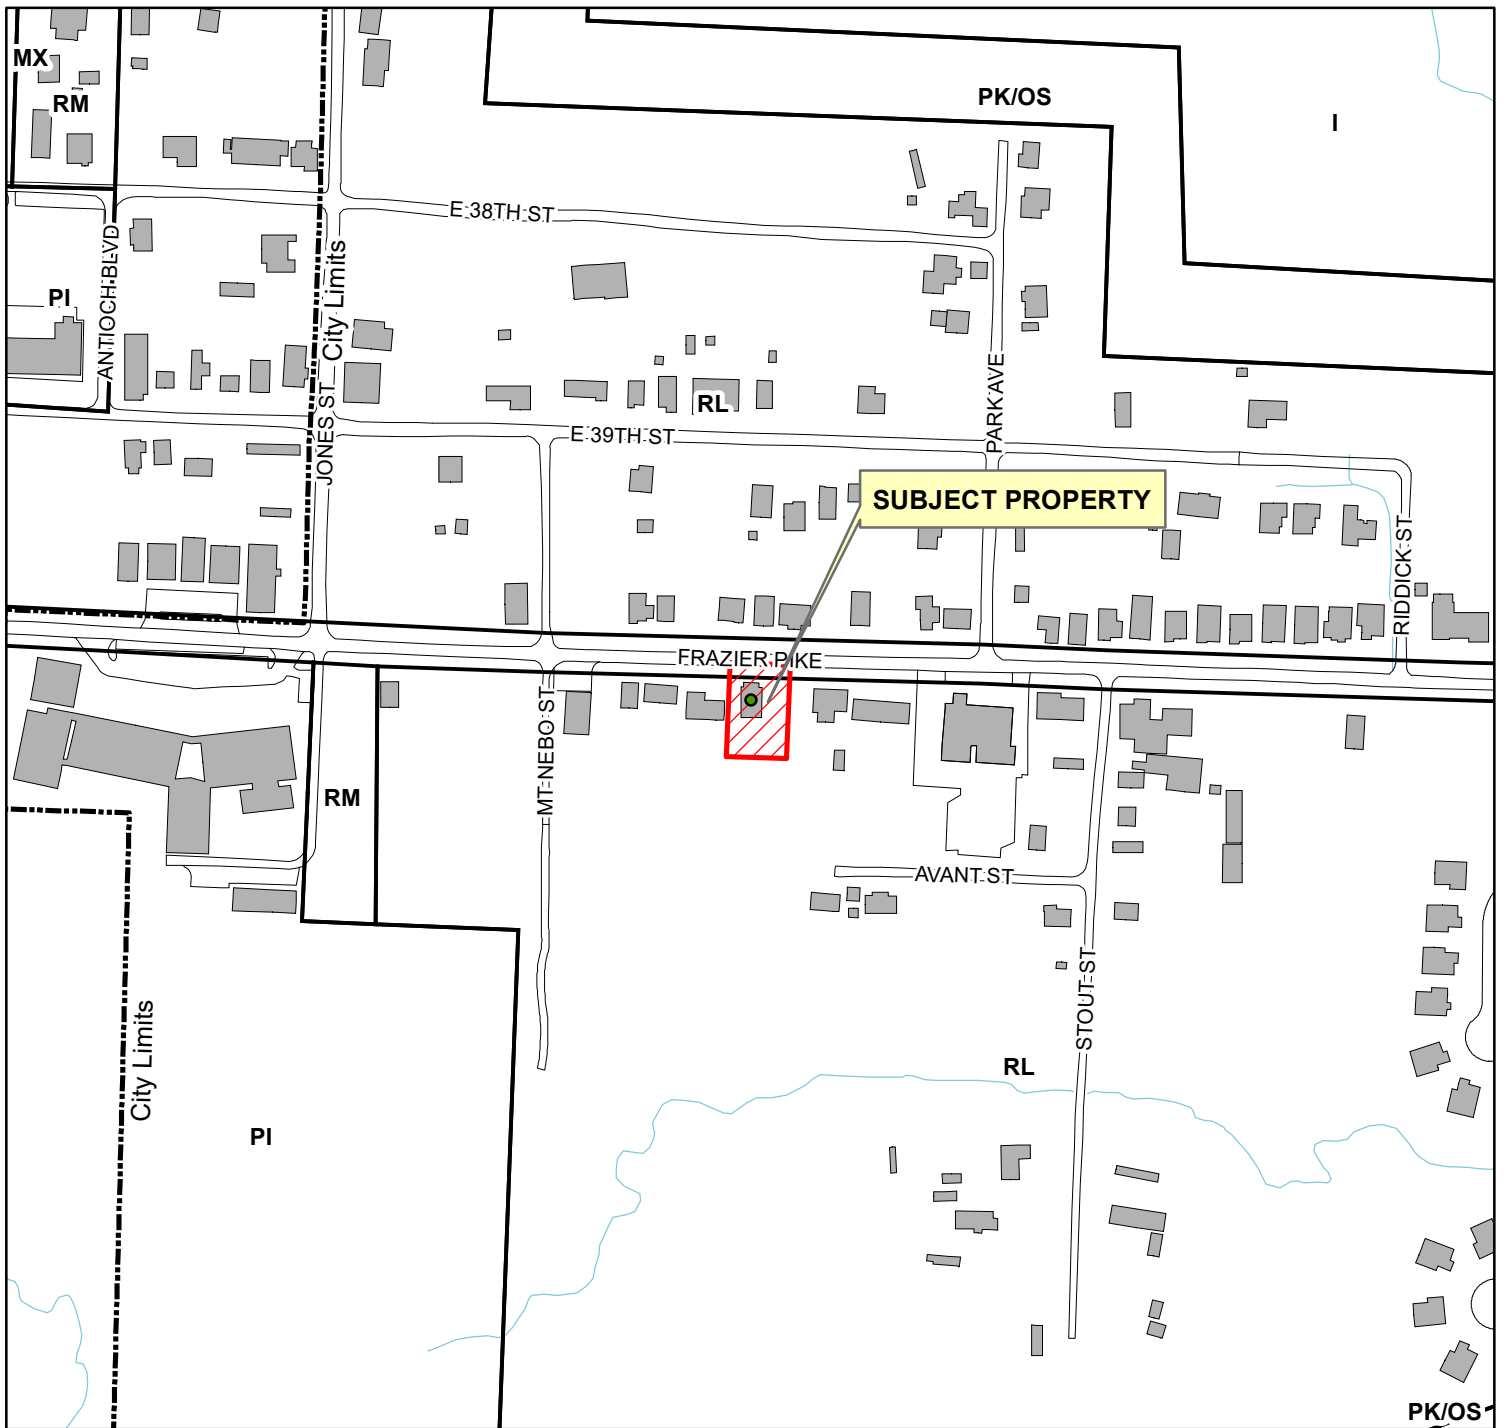 MX
RM
PK/OS
I
E 38TH ST
ANTIOCH BLVD
City Limits
PI
PARK AVE
JONES ST
RL
E 39TH ST
SUBJECT PROPERTY
RIDDICK ST
FRAZIER PIKE
MT NEBO ST
RM
AVANT ST
STOUT ST
City Limits
RL
PI
PK/OS